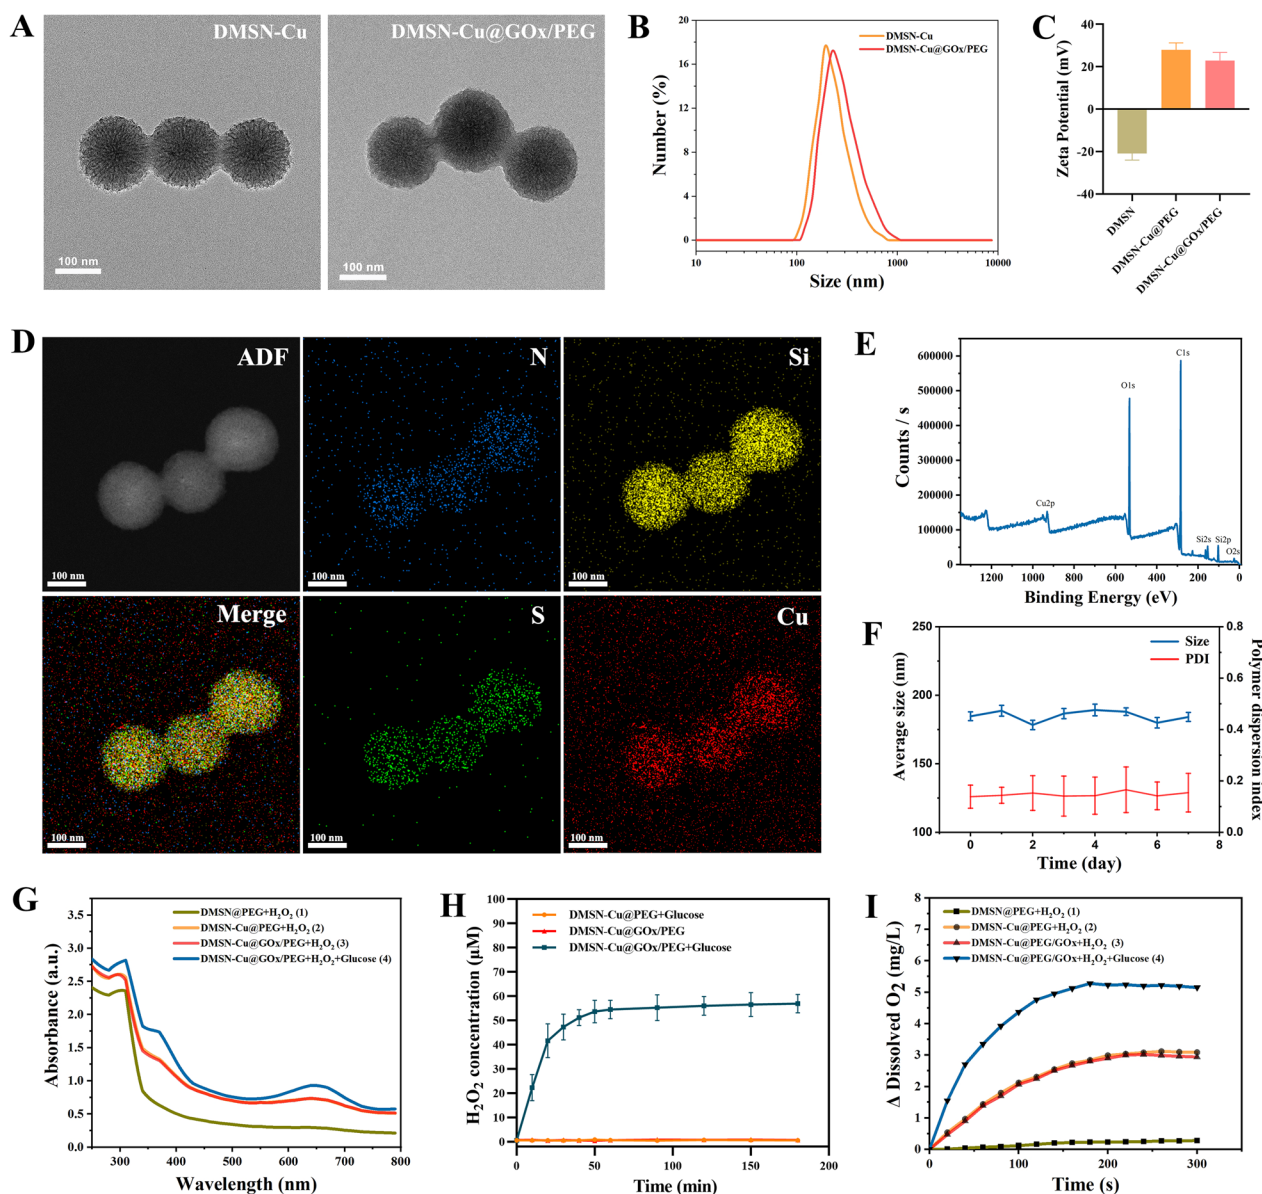 A
DMSN-Cu
100 nm
DMSN-Cu@GOx/PEG
100 nm
B
DMSN-Cu
DMSN-Cu@GOx/PEG
Number (%)
20
16
12
8
4
0
10
100
1000
10000
Size (nm)
C
Zeta Potential (mV)
40
20
0
-20
-40
DMSN
DMSN-Cu@PEG
DMSN-Cu@GOx/PEG
D
ADF
100 nm
N
100 nm
Si
100 nm
Merge
100 nm
S
100 nm
Cu
100 nm
E
Counts / s
600000
500000
400000
300000
200000
150000
100000
50000
0
C1s
O1s
Cu2p
Si2s
Si2p
O2s
1200
1000
800
600
400
200
0
Binding Energy (eV)
F
Size
PDI
Average size (nm)
250
200
150
100
Polymer dispersion index
0.8
0.6
0.4
0.2
0.0
0
2
4
6
8
Time (day)
G
DMSN@PEG+H₂O₂ (1)
DMSN-Cu@PEG+H₂O₂ (2)
DMSN-Cu@GOx/PEG+H₂O₂ (3)
DMSN-Cu@GOx/PEG+H₂O₂+Glucose (4)
Absorbance (a.u.)
3.5
3.0
2.5
2.0
1.5
1.0
0.5
0.0
300
400
500
600
700
800
Wavelength (nm)
H
DMSN-Cu@PEG+Glucose
DMSN-Cu@GOx/PEG
DMSN-Cu@GOx/PEG+Glucose
H₂O₂ concentration (μM)
100
90
80
70
60
50
40
30
20
10
0
0
50
100
150
200
Time (min)
I
DMSN@PEG+H₂O₂ (1)
DMSN-Cu@PEG+H₂O₂ (2)
DMSN-Cu@PEG/GOx+H₂O₂ (3)
DMSN-Cu@PEG/GOx+H₂O₂+Glucose (4)
Δ Dissolved O₂ (mg/L)
8
7
6
5
4
3
2
1
0
0
100
200
300
Time (s)